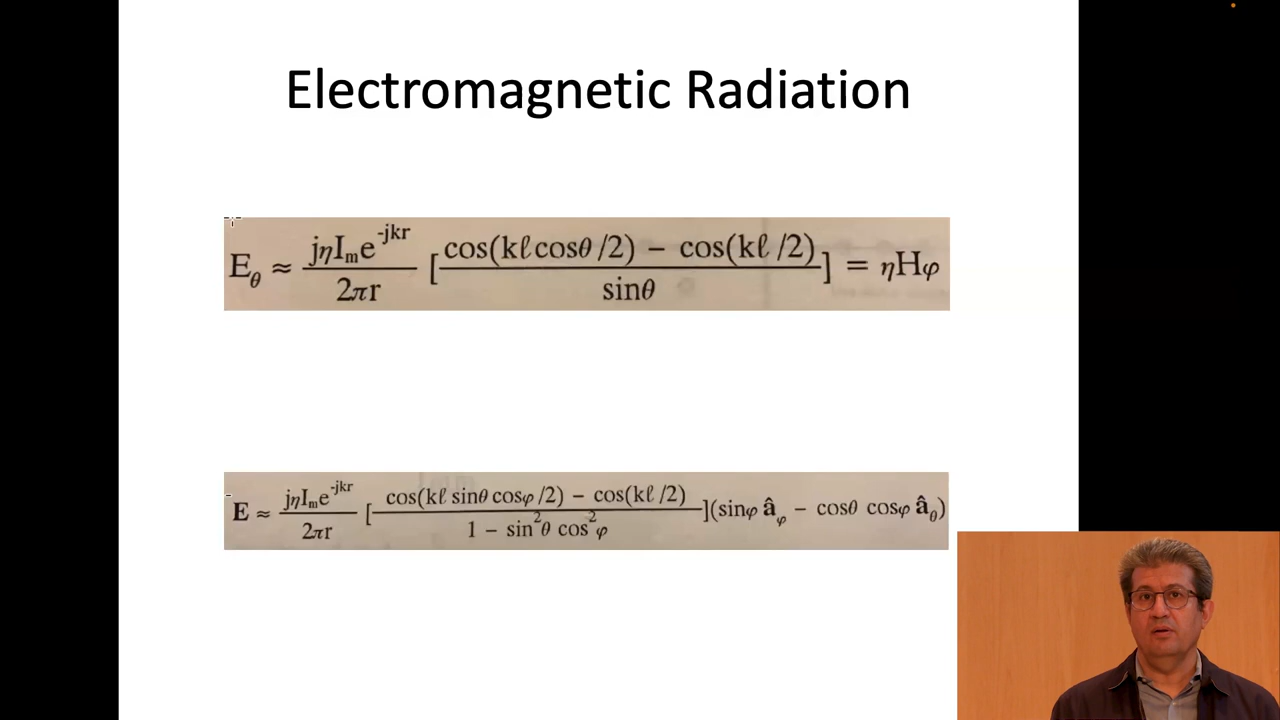 Electromagnetic Radiation
E_θ ≈ jηI_m e^{-jkr} / 2πr [ cos(kℓcosθ/2) − cos(kℓ/2) / sinθ ] = ηHφ
E ≈ jηI_m e^{-jkr} / 2πr [ cos(kℓ sinθ cosφ/2) − cos(kℓ/2) / 1 − sin²θ cos²φ ](sinφ â_φ − cosθ cosφ â_θ)